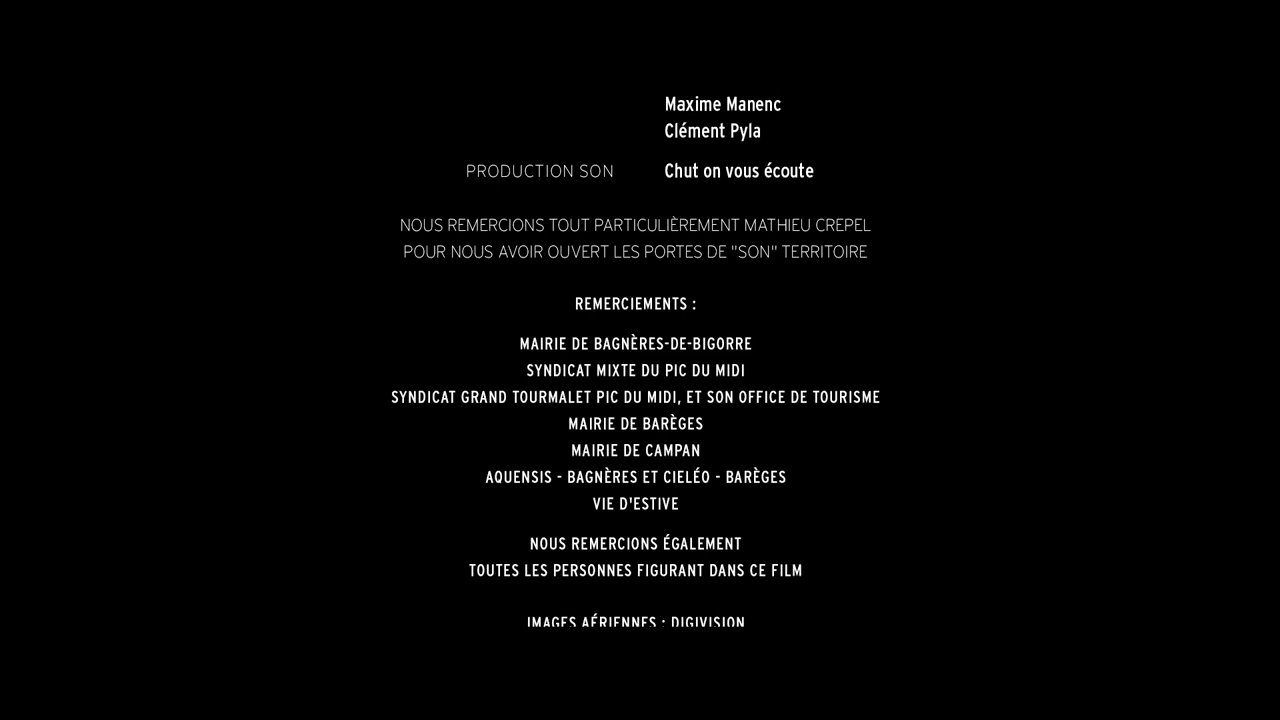 Maxime Manenc
Clément Pyla
PRODUCTION SON Chut on vous écoute
NOUS REMERCIONS TOUT PARTICULIÈREMENT MATHIEU CREPEL
POUR NOUS AVOIR OUVERT LES PORTES DE "SON" TERRITOIRE
REMERCIEMENTS :
MAIRIE DE BAGNÈRES-DE-BIGORRE
SYNDICAT MIXTE DU PIC DU MIDI
SYNDICAT GRAND TOURMALET PIC DU MIDI, ET SON OFFICE DE TOURISME
MAIRIE DE BARÈGES
MAIRIE DE CAMPAN
AQUENSIS - BAGNÈRES ET CIELÉO - BARÈGES
VIE D'ESTIVE
NOUS REMERCIONS ÉGALEMENT
TOUTES LES PERSONNES FIGURANT DANS CE FILM
IMAGES AÉRIENNES : DIGIVISION